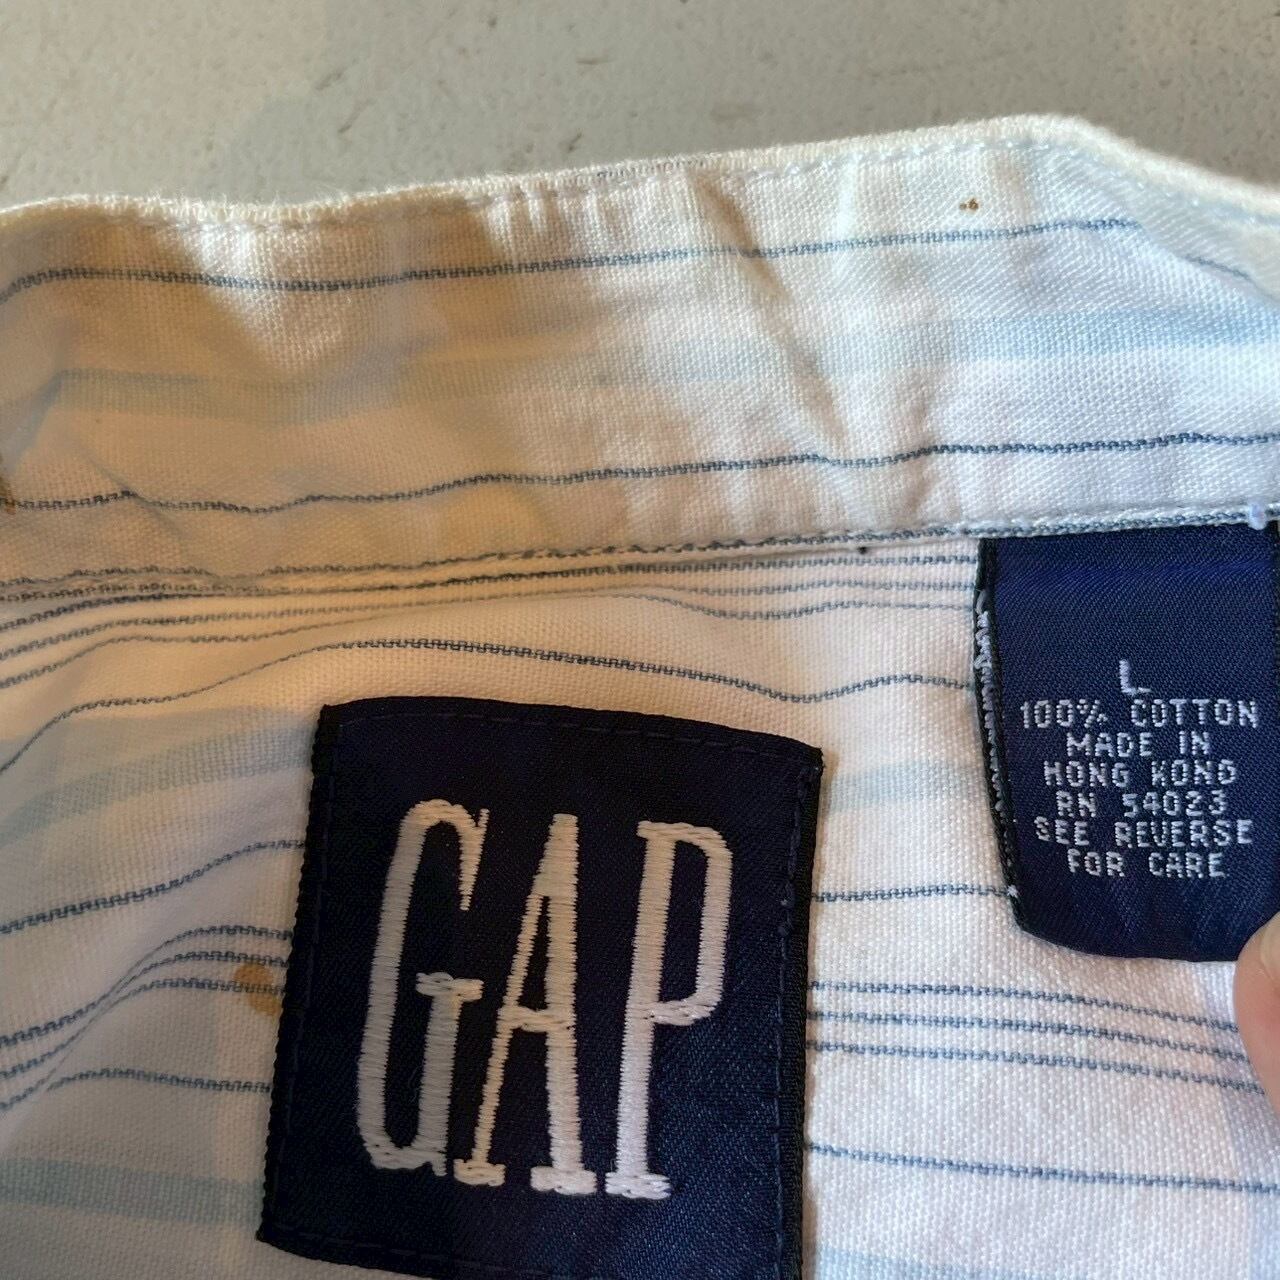 GAP
L
100% COTTON
MADE IN
HONG KONG
RN 54023
SEE REVERSE
FOR CARE